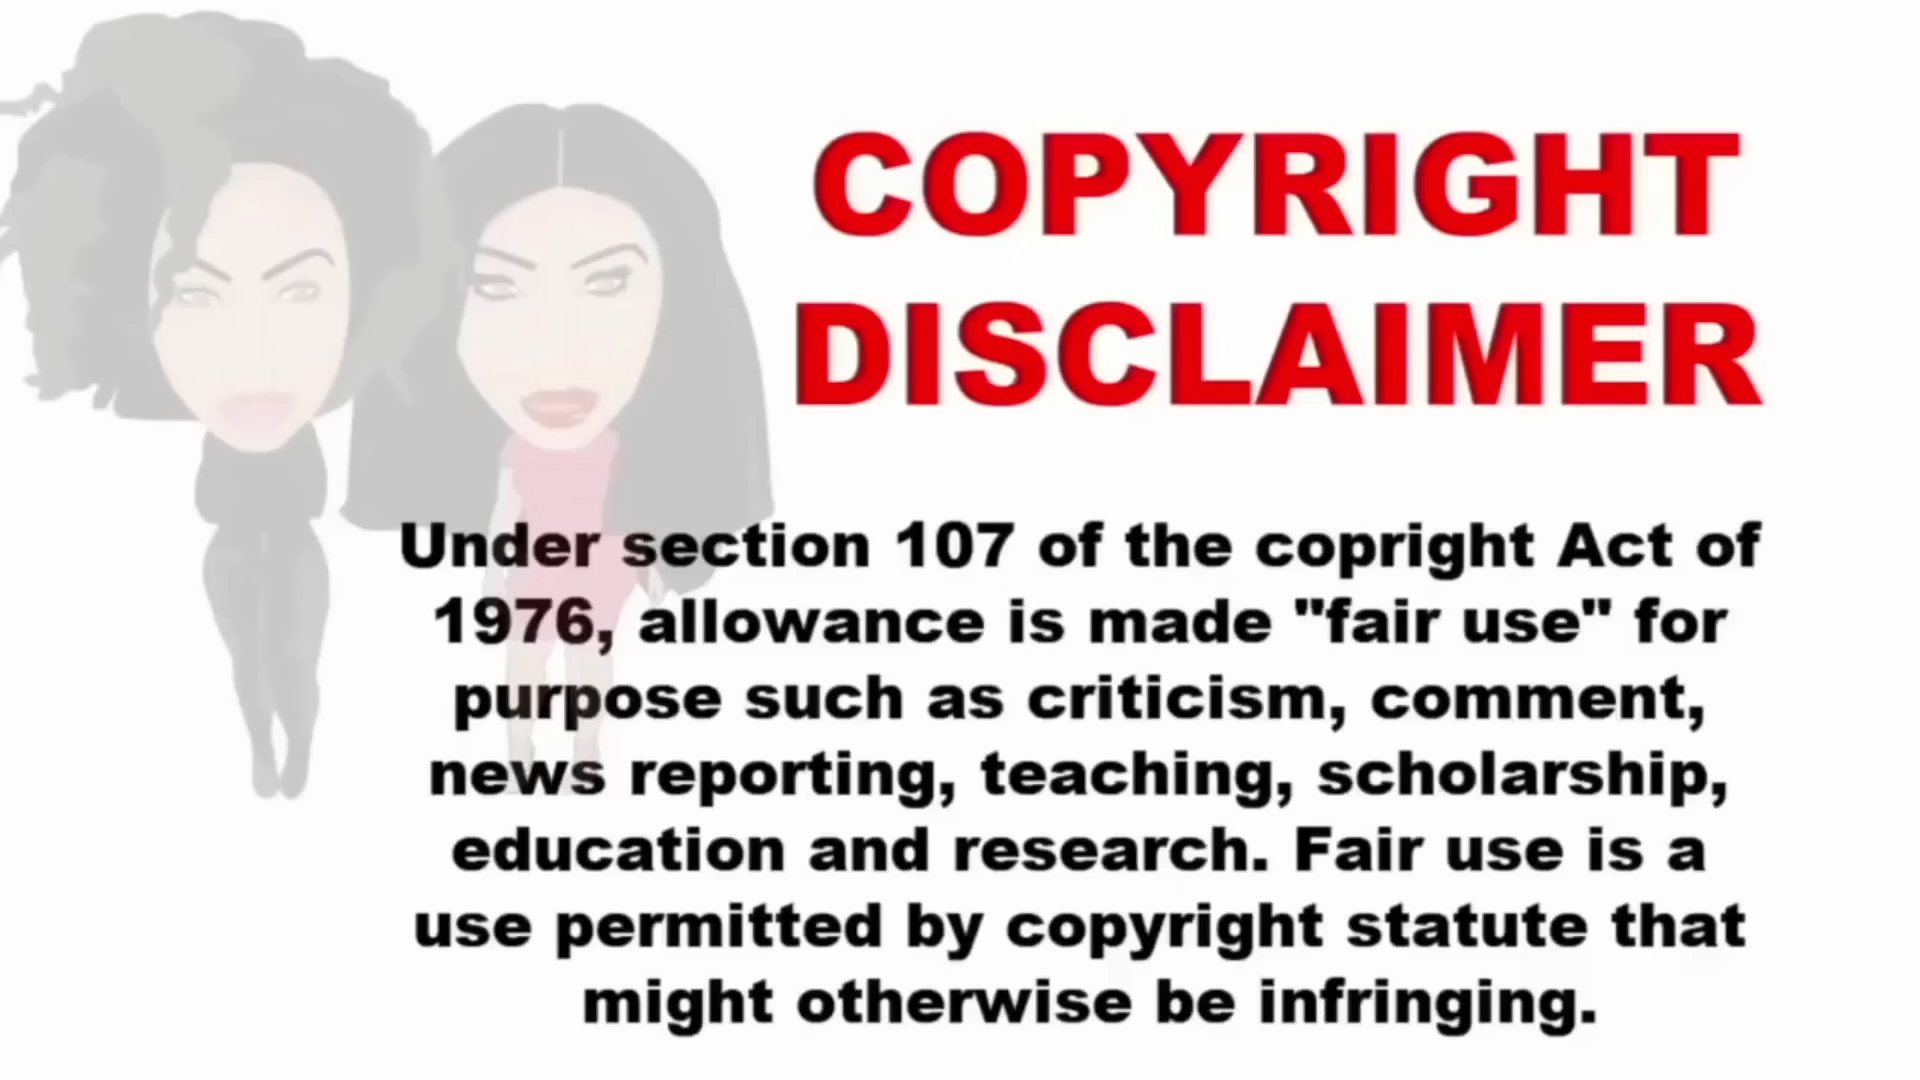 COPYRIGHT
DISCLAIMER
Under section 107 of the copright Act of
1976, allowance is made "fair use" for
purpose such as criticism, comment,
news reporting, teaching, scholarship,
education and research. Fair use is a
use permitted by copyright statute that
might otherwise be infringing.